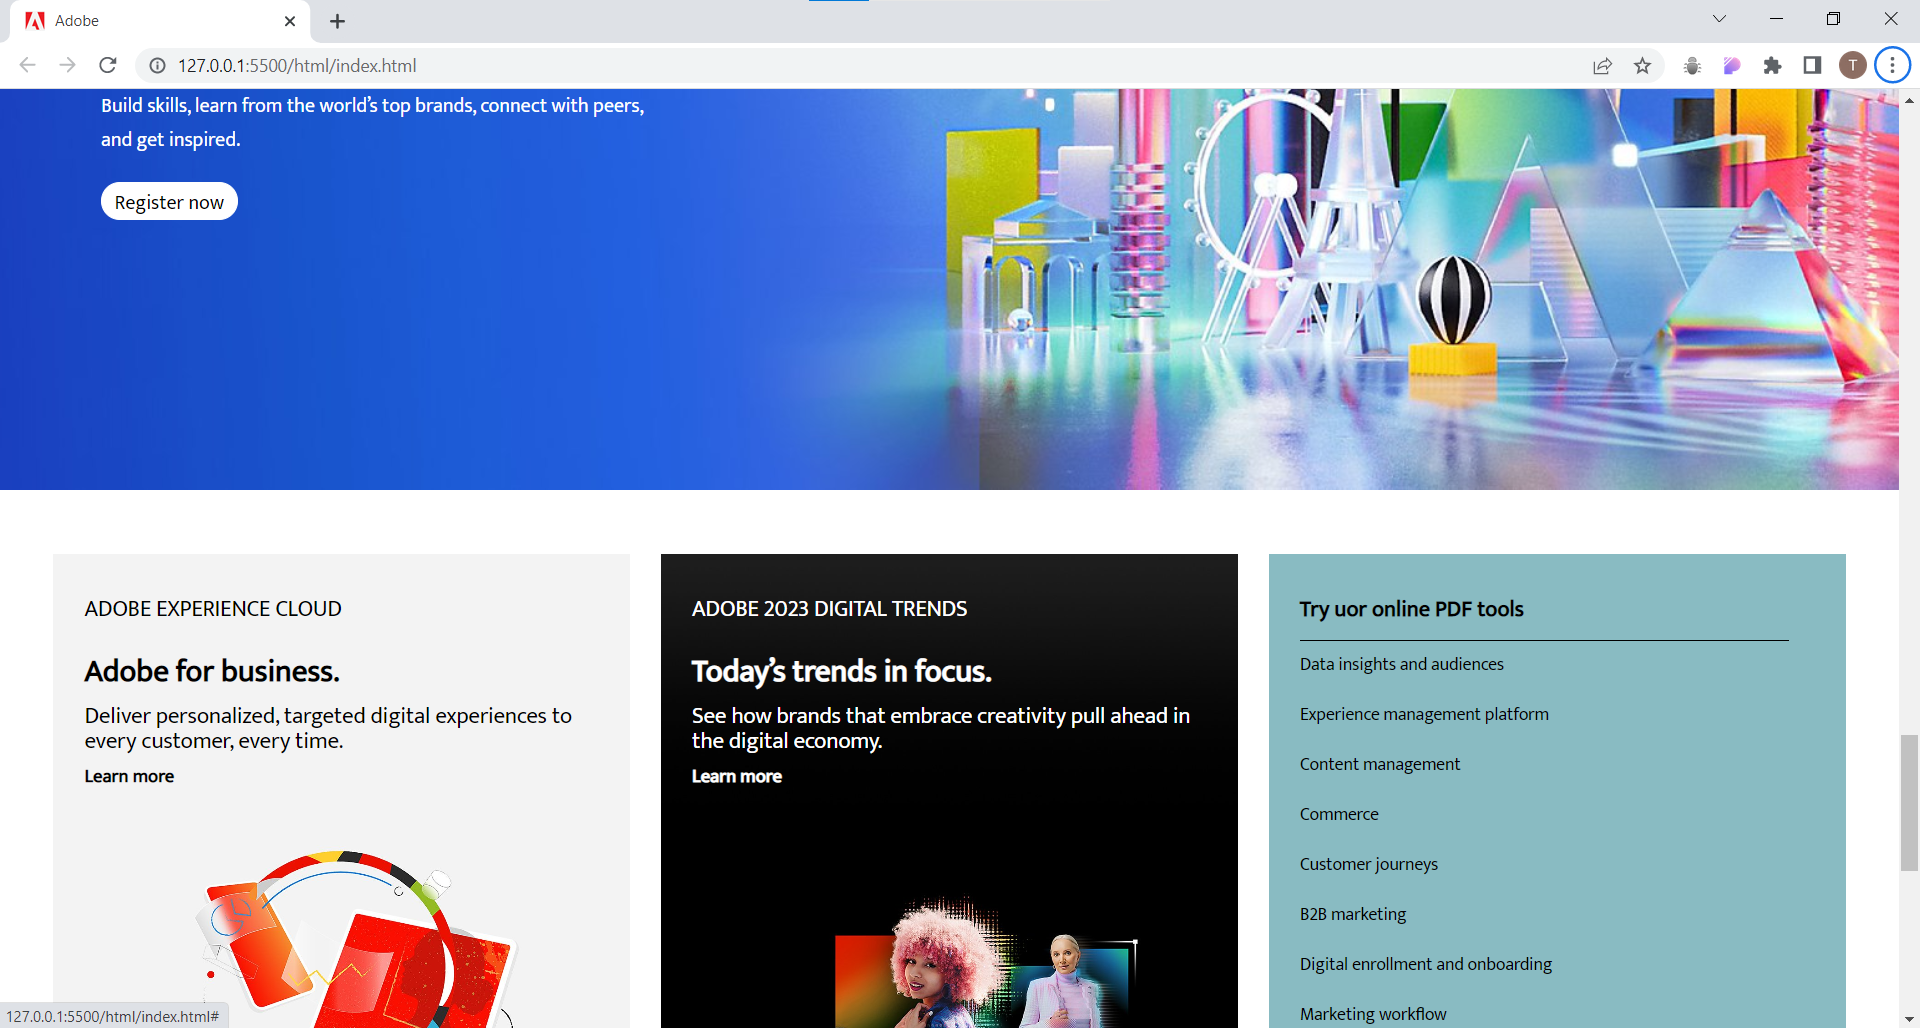 Adobe
127.0.0.1:5500/html/index.html
T
Build skills, learn from the world’s top brands, connect with peers,
and get inspired.
Register now
ADOBE EXPERIENCE CLOUD
Adobe for business.
Deliver personalized, targeted digital experiences to
every customer, every time.
Learn more
ADOBE 2023 DIGITAL TRENDS
Today’s trends in focus.
See how brands that embrace creativity pull ahead in
the digital economy.
Learn more
Try uor online PDF tools
Data insights and audiences
Experience management platform
Content management
Commerce
Customer journeys
B2B marketing
Digital enrollment and onboarding
Marketing workflow
127.0.0.1:5500/html/index.html#